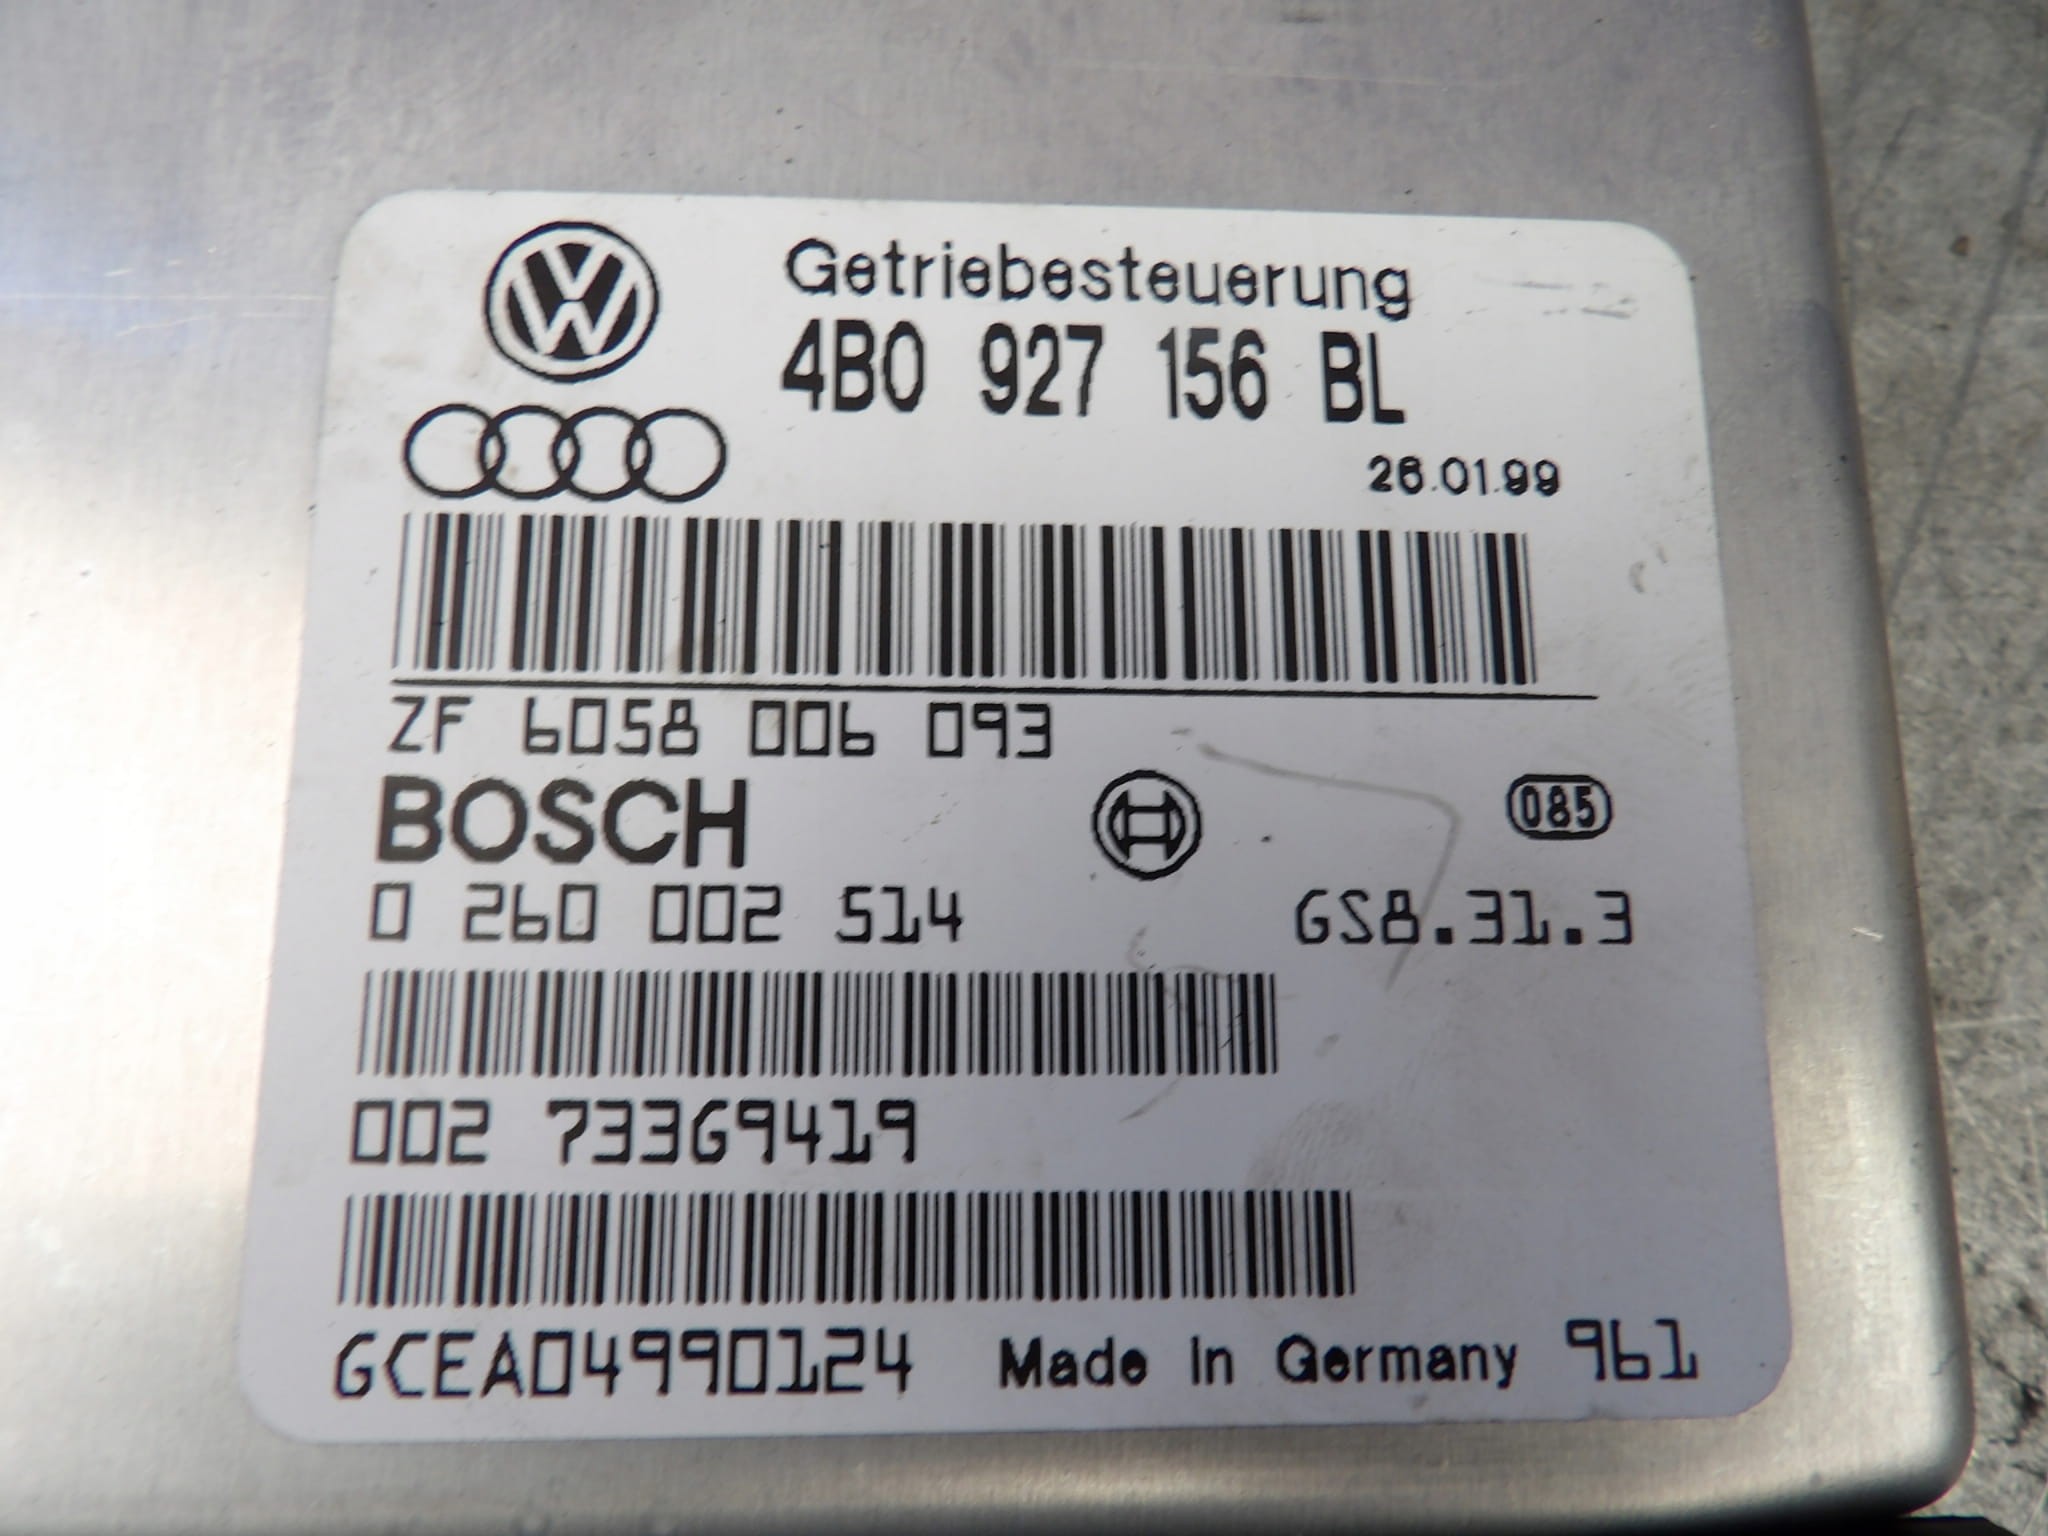 Getriebesteuerung
4B0 927 156 BL
26.01.99
ZF 6058 006 093
BOSCH
085
0 260 002 514 GS8.31.3
002 733G9419
GCEA04990124 Made In Germany 961